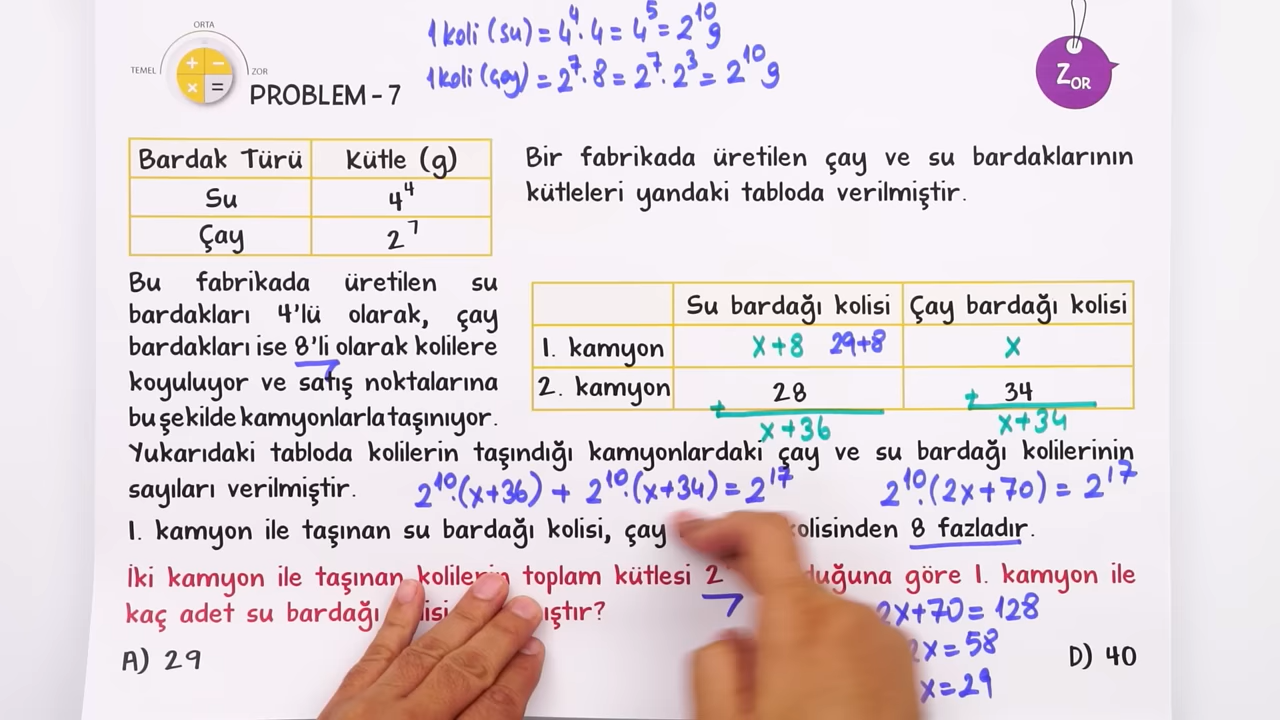 1 koli (su) = 4⁴ · 4 = 4⁵ = 2¹⁰ g
1 koli (çay) = 2⁷ · 8 = 2⁷ · 2³ = 2¹⁰ g
ORTA
TEMEL
ZOR
+ −
× =
PROBLEM - 7
ZOR
Bardak Türü Kütle (g)
Su 4⁴
Çay 2⁷
Bir fabrikada üretilen çay ve su bardaklarının
kütleleri yandaki tabloda verilmiştir.
Bu fabrikada üretilen su
bardakları 4'lü olarak, çay
bardakları ise 8'li olarak kolilere
koyuluyor ve satış noktalarına
bu şekilde kamyonlarla taşınıyor.
Su bardağı kolisi Çay bardağı kolisi
1. kamyon x+8 29+8 x
2. kamyon 28 34
+ +
x+36 x+34
Yukarıdaki tabloda kolilerin taşındığı kamyonlardaki çay ve su bardağı kolilerinin
sayıları verilmiştir.
2¹⁰·(x+36) + 2¹⁰·(x+34) = 2¹⁷ 2¹⁰·(2x+70) = 2¹⁷
1. kamyon ile taşınan su bardağı kolisi, çay kolisinden 8 fazladır.
İki kamyon ile taşınan kolilerin toplam kütlesi 2 göre 1. kamyon ile
kaç adet su bardağı
2x+70 = 128
2x = 58
x = 29
A) 29
D) 40